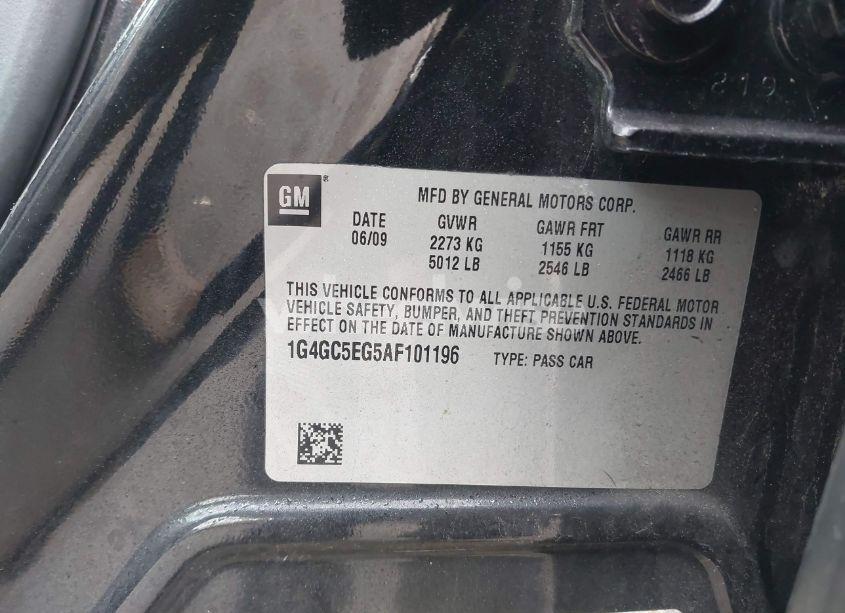 GM
MFD BY GENERAL MOTORS CORP.
DATE GVWR GAWR FRT GAWR RR
06/09 2273 KG 1155 KG 1118 KG
5012 LB 2546 LB 2466 LB
THIS VEHICLE CONFORMS TO ALL APPLICABLE U.S. FEDERAL MOTOR
VEHICLE SAFETY, BUMPER, AND THEFT PREVENTION STANDARDS IN
EFFECT ON THE DATE OF MANUFACTURE SHOWN ABOVE.
1G4GC5EG5AF101196 TYPE: PASS CAR